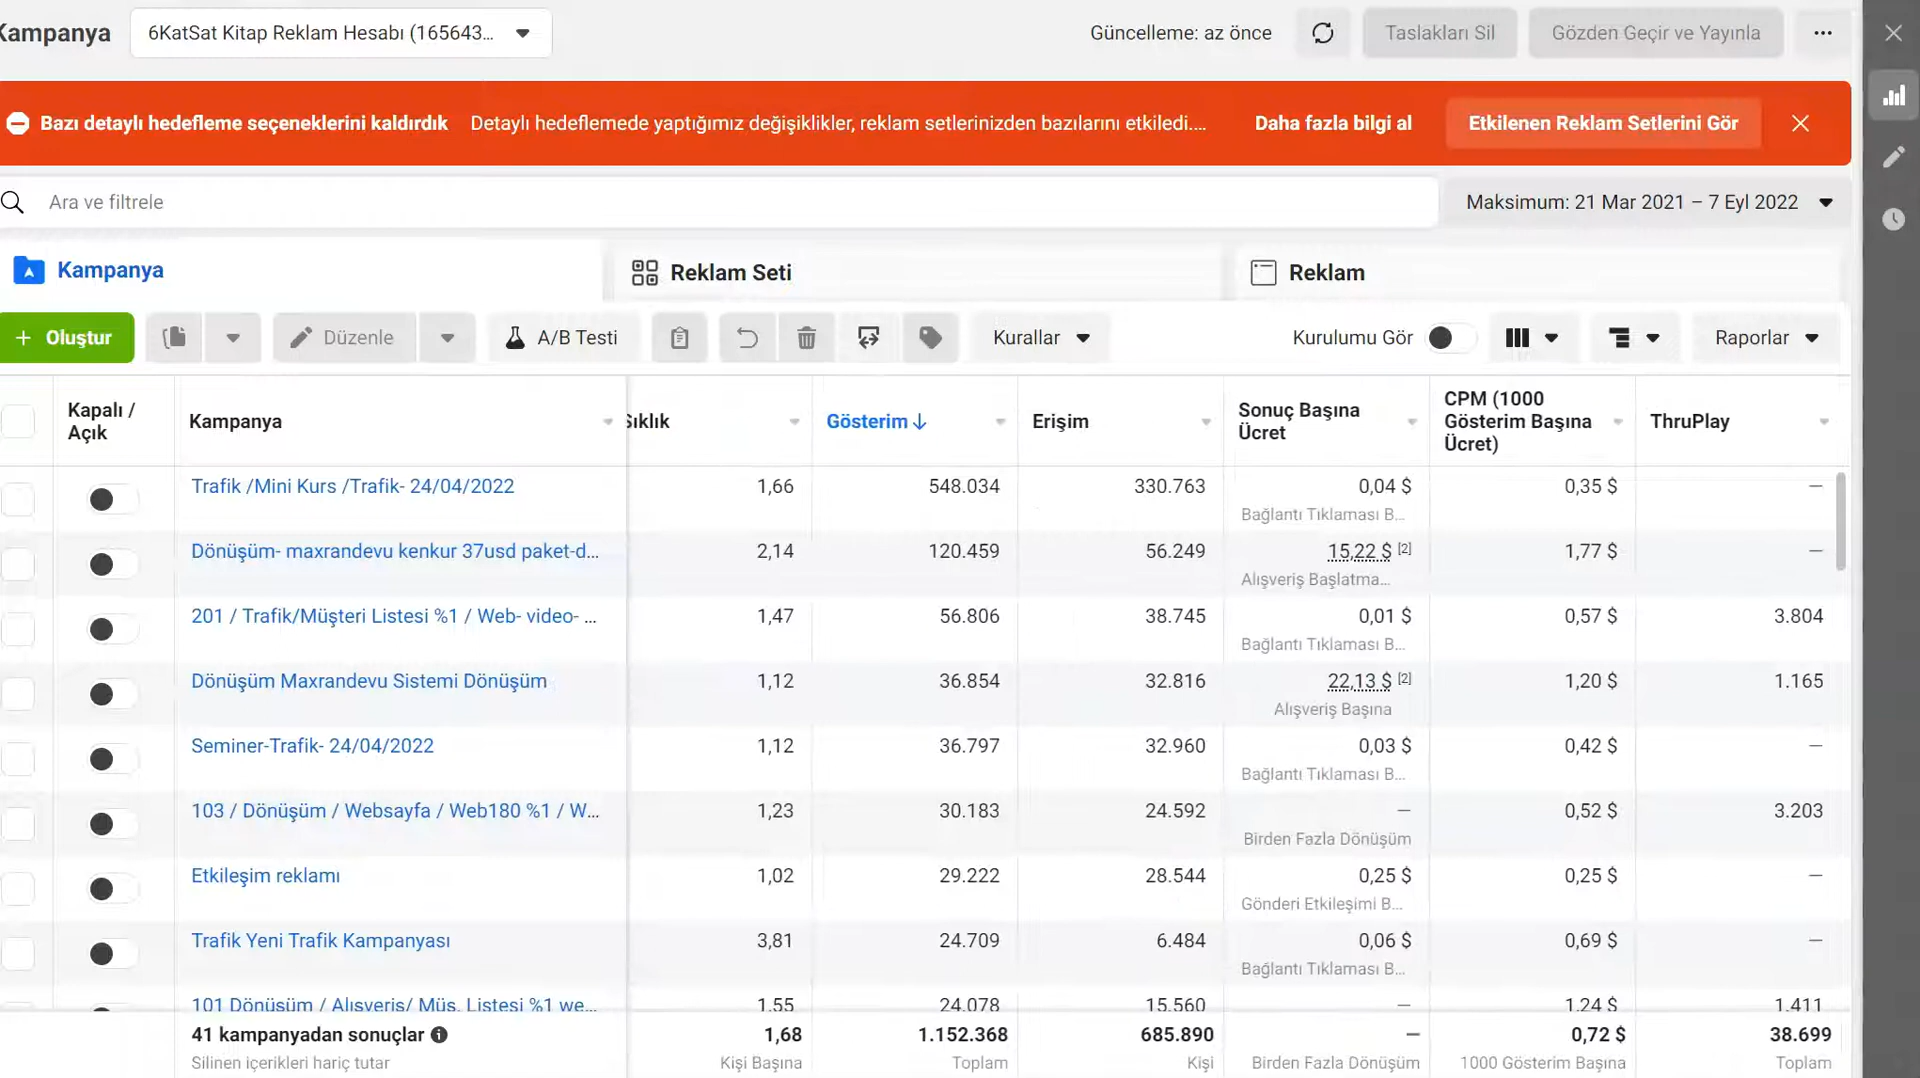 Kampanya
6KatSat Kitap Reklam Hesabı (165643...
Güncelleme: az önce
Taslakları Sil
Gözden Geçir ve Yayınla
Bazı detaylı hedefleme seçeneklerini kaldırdık
Detaylı hedeflemede yaptığımız değişiklikler, reklam setlerinizden bazılarını etkiledi....
Daha fazla bilgi al
Etkilenen Reklam Setlerini Gör
Ara ve filtrele
Maksimum: 21 Mar 2021 – 7 Eyl 2022
Kampanya
Reklam Seti
Reklam
+ Oluştur
Düzenle
A/B Testi
Kurallar
Kurulumu Gör
Raporlar
Kapalı /
Açık
Kampanya
Sıklık
Gösterim
Erişim
Sonuç Başına
Ücret
CPM (1000
Gösterim Başına
Ücret)
ThruPlay
Trafik /Mini Kurs /Trafik- 24/04/2022 1,66 548.034 330.763 0,04 $ 0,35 $ —
Bağlantı Tıklaması B...
Dönüşüm- maxrandevu kenkur 37usd paket-d... 2,14 120.459 56.249 15,22 $ [2] 1,77 $ —
Alışveriş Başlatma...
201 / Trafik/Müşteri Listesi %1 / Web- video- ... 1,47 56.806 38.745 0,01 $ 0,57 $ 3.804
Bağlantı Tıklaması B...
Dönüşüm Maxrandevu Sistemi Dönüşüm 1,12 36.854 32.816 22,13 $ [2] 1,20 $ 1.165
Alışveriş Başına
Seminer-Trafik- 24/04/2022 1,12 36.797 32.960 0,03 $ 0,42 $ —
Bağlantı Tıklaması B...
103 / Dönüşüm / Websayfa / Web180 %1 / W... 1,23 30.183 24.592 — 0,52 $ 3.203
Birden Fazla Dönüşüm
Etkileşim reklamı 1,02 29.222 28.544 0,25 $ 0,25 $ —
Gönderi Etkileşimi B...
Trafik Yeni Trafik Kampanyası 3,81 24.709 6.484 0,06 $ 0,69 $ —
Bağlantı Tıklaması B...
101 Dönüşüm / Alışveriş/ Müş. Listesi %1 we... 1,55 24.078 15.560 — 1,24 $ 1.411
41 kampanyadan sonuçlar 1,68 1.152.368 685.890 — 0,72 $ 38.699
Silinen içerikleri hariç tutar Kişi Başına Toplam Kişi Birden Fazla Dönüşüm 1000 Gösterim Başına Toplam